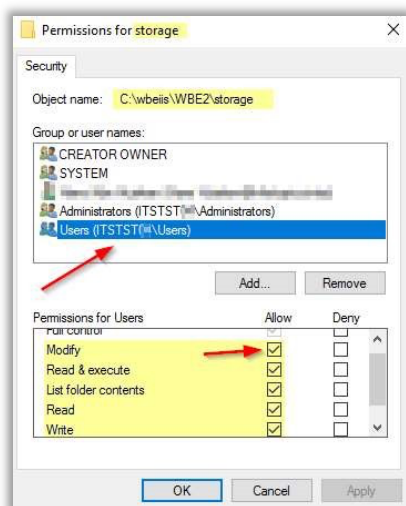 Permissions for storage
Security
Object name: C:\wbeiis\WBE2\storage
Group or user names:
CREATOR OWNER
SYSTEM
Administrators (ITSTST\Administrators)
Users (ITSTST\Users)
Add... Remove
Permissions for Users Allow Deny
Full control
Modify
Read & execute
List folder contents
Read
Write
OK Cancel Apply